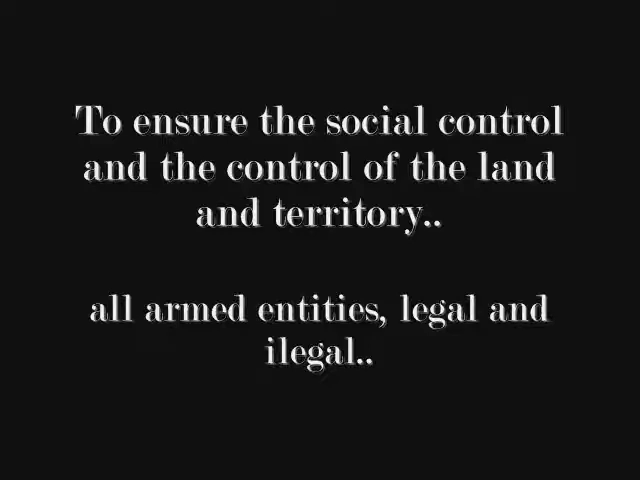 To ensure the social control
and the control of the land
and territory..
all armed entities, legal and
ilegal..